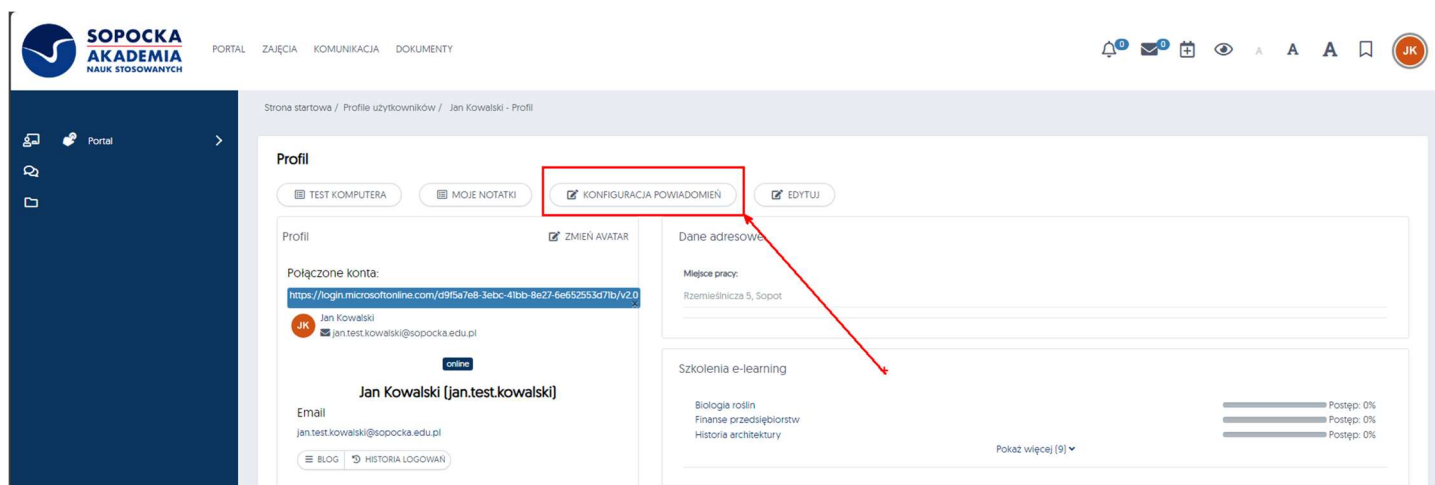 SOPOCKA
AKADEMIA
NAUK STOSOWANYCH
PORTAL ZAJĘCIA KOMUNIKACJA DOKUMENTY
0 0 A A A JK
Strona startowa / Profile użytkowników / Jan Kowalski - Profil
Portal
Profil
TEST KOMPUTERA MOJE NOTATKI KONFIGURACJA POWIADOMIEŃ EDYTUJ
Profil ZMIEŃ AVATAR
Połączone konta:
https://login.microsoftonline.com/d9f5a7e8-3ebc-41bb-8e27-6e652553d71b/v2.0
x
JK Jan Kowalski
jan.test.kowalski@sopocka.edu.pl
online
Jan Kowalski (jan.test.kowalski)
Email
jan.test.kowalski@sopocka.edu.pl
BLOG HISTORIA LOGOWAŃ
Dane adresowe
Miejsce pracy:
Rzemieślnicza 5, Sopot
Szkolenia e-learning
Biologia roślin Postęp: 0%
Finanse przedsiębiorstw Postęp: 0%
Historia architektury Postęp: 0%
Pokaż więcej (9)